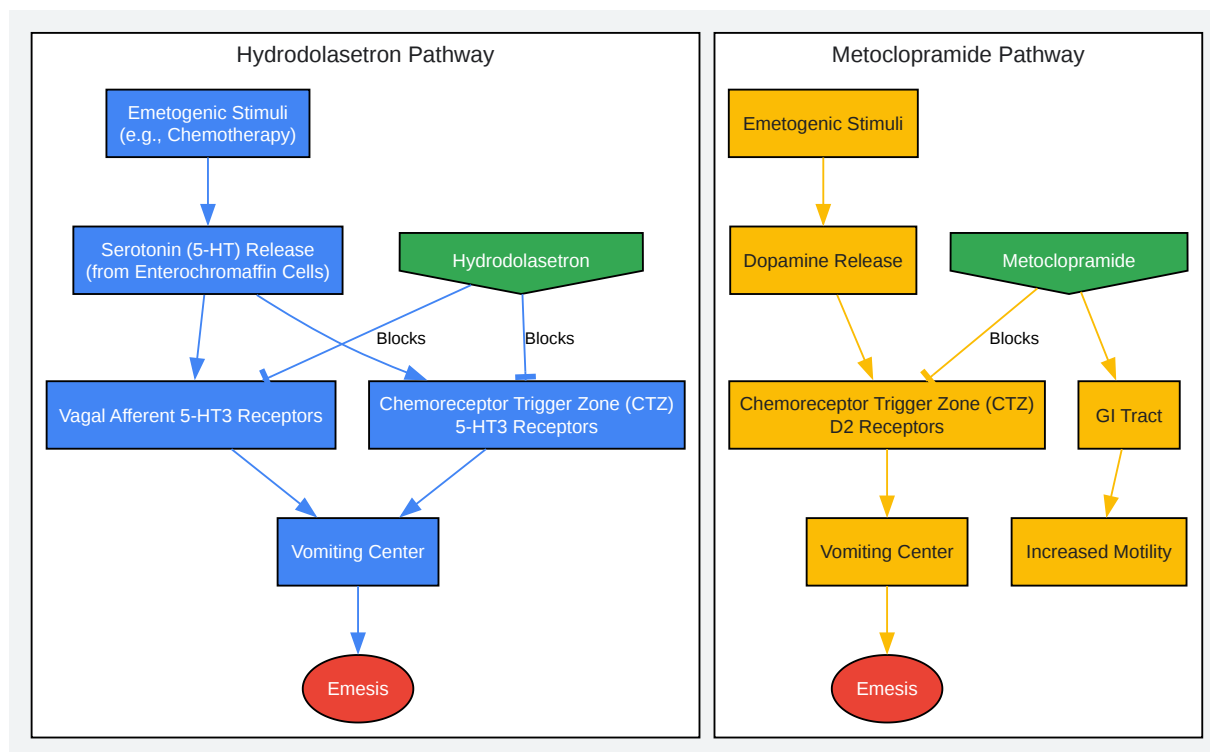 Hydrodolasetron Pathway
Emetogenic Stimuli
(e.g., Chemotherapy)
Serotonin (5-HT) Release
(from Enterochromaffin Cells)
Hydrodolasetron
Blocks
Blocks
Vagal Afferent 5-HT3 Receptors
Chemoreceptor Trigger Zone (CTZ)
5-HT3 Receptors
Vomiting Center
Emesis
Metoclopramide Pathway
Emetogenic Stimuli
Dopamine Release
Metoclopramide
Blocks
Chemoreceptor Trigger Zone (CTZ)
D2 Receptors
GI Tract
Vomiting Center
Increased Motility
Emesis